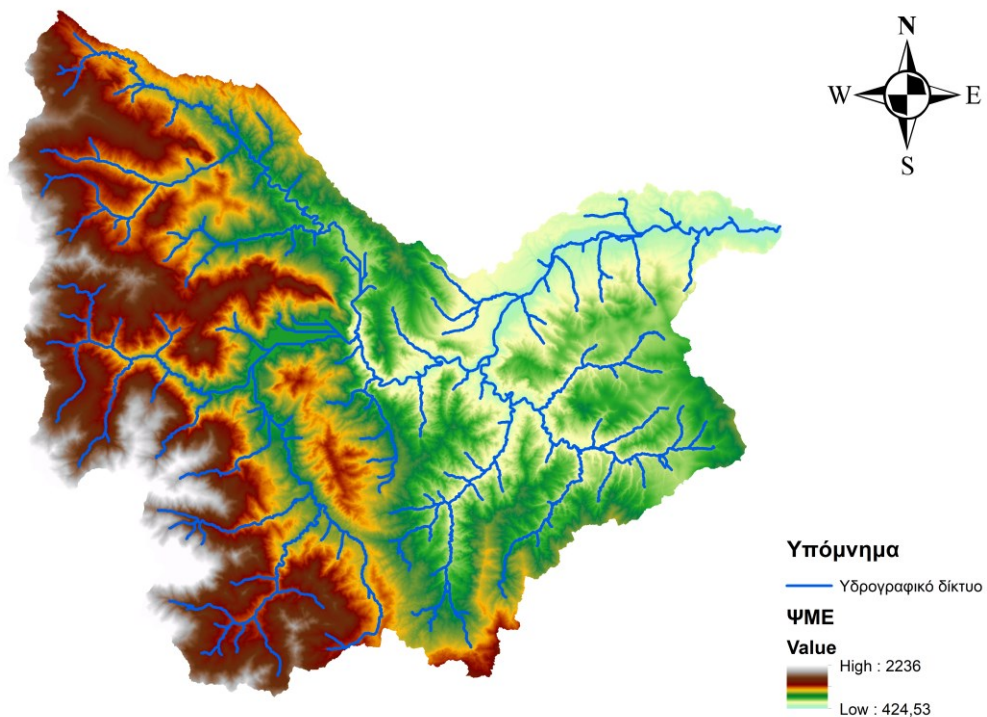 N
W E
S
Υπόμνημα
Υδρογραφικό δίκτυο
ΨΜΕ
Value
High : 2236
Low : 424,53